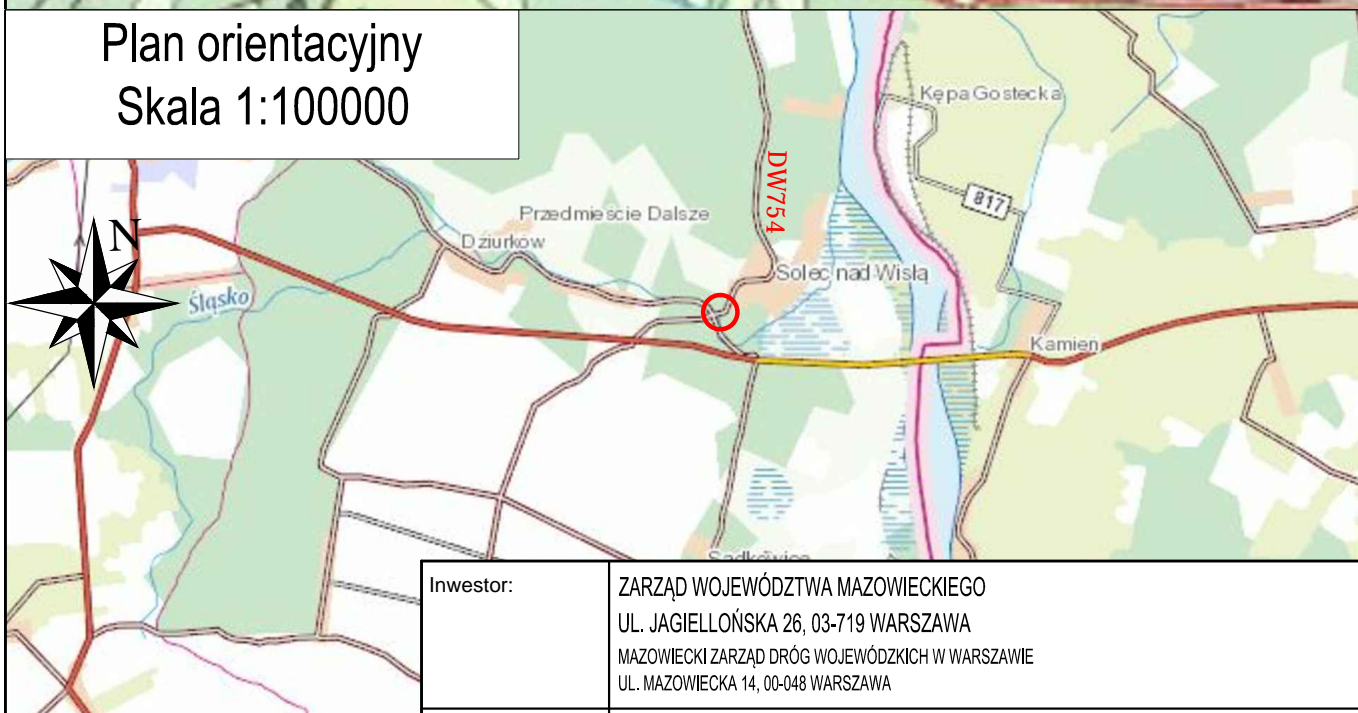 Plan orientacyjny
Skala 1:100000
Kępa Gostecka
DW754
817
Przedmieście Dalsze
N
Dziurków
Solec nad Wisłą
Śląsko
Kamień
Sadkowice
Inwestor:
ZARZĄD WOJEWÓDZTWA MAZOWIECKIEGO
UL. JAGIELLOŃSKA 26, 03-719 WARSZAWA
MAZOWIECKI ZARZĄD DRÓG WOJEWÓDZKICH W WARSZAWIE
UL. MAZOWIECKA 14, 00-048 WARSZAWA